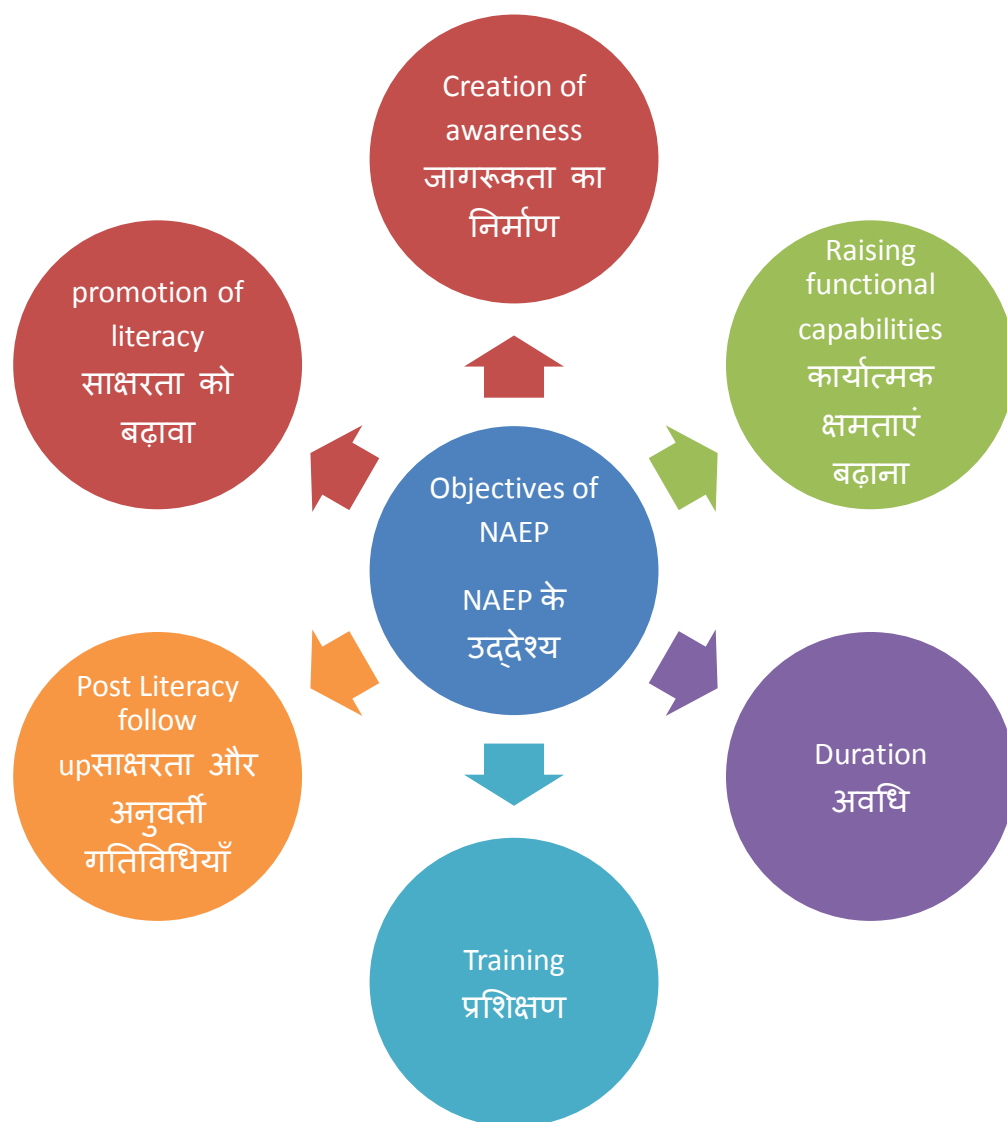 Creation of
awareness
जागरूकता का
निर्माण
Raising
functional
capabilities
कार्यात्मक
क्षमताएं
बढ़ाना
promotion of
literacy
साक्षरता को
बढ़ावा
Objectives of
NAEP
NAEP के
उद्देश्य
Post Literacy
follow
upसाक्षरता और
अनुवर्ती
गतिविधियाँ
Duration
अवधि
Training
प्रशिक्षण